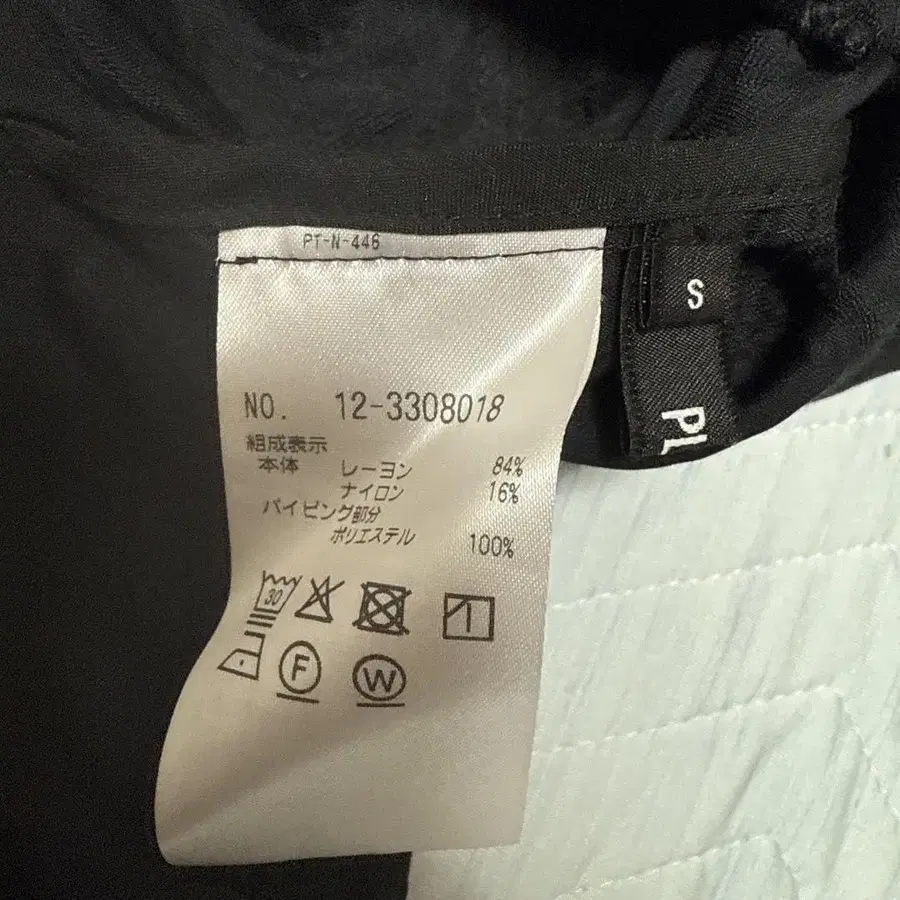 PT-N-446
NO. 12-3308018
組成表示
本体 レーヨン 84%
ナイロン 16%
パイピング部分
ポリエステル 100%
30
F W
S
PL